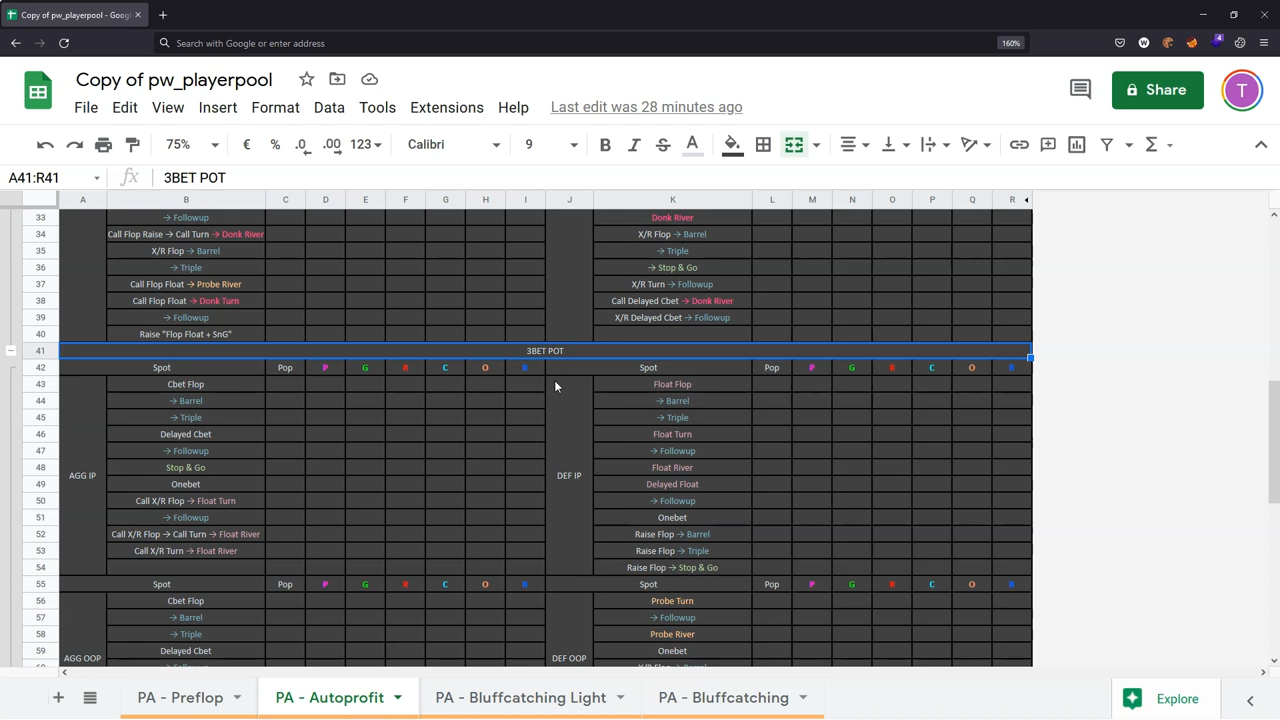 Copy of pw_playerpool - Goog
Search with Google or enter address
160%
4
Copy of pw_playerpool
File Edit View Insert Format Data Tools Extensions Help Last edit was 28 minutes ago
Share
T
75% € % .0 .00 123 Calibri 9 B I S A
A41:R41 fx 3BET POT
A B C D E F G H I J K L M N O P Q R
33 → Followup Donk River
34 Call Flop Raise → Call Turn → Donk River X/R Flop → Barrel
35 X/R Flop → Barrel → Triple
36 → Triple → Stop & Go
37 Call Flop Float → Probe River X/R Turn → Followup
38 Call Flop Float → Donk Turn Call Delayed Cbet → Donk River
39 → Followup X/R Delayed Cbet → Followup
40 Raise "Flop Float + SnG"
41 3BET POT
42 Spot Pop P G R C O B Spot Pop P G R C O B
43 Cbet Flop Float Flop
44 → Barrel → Barrel
45 → Triple → Triple
46 Delayed Cbet Float Turn
47 → Followup → Followup
48 Stop & Go Float River
AGG IP DEF IP
49 Onebet Delayed Float
50 Call X/R Flop → Float Turn → Followup
51 → Followup Onebet
52 Call X/R Flop → Call Turn → Float River Raise Flop → Barrel
53 Call X/R Turn → Float River Raise Flop → Triple
54 Raise Flop → Stop & Go
55 Spot Pop P G R C O B Spot Pop P G R C O B
56 Cbet Flop Probe Turn
57 → Barrel → Followup
58 → Triple Probe River
59 Delayed Cbet Onebet
AGG OOP DEF OOP
PA - Preflop PA - Autoprofit PA - Bluffcatching Light PA - Bluffcatching Explore